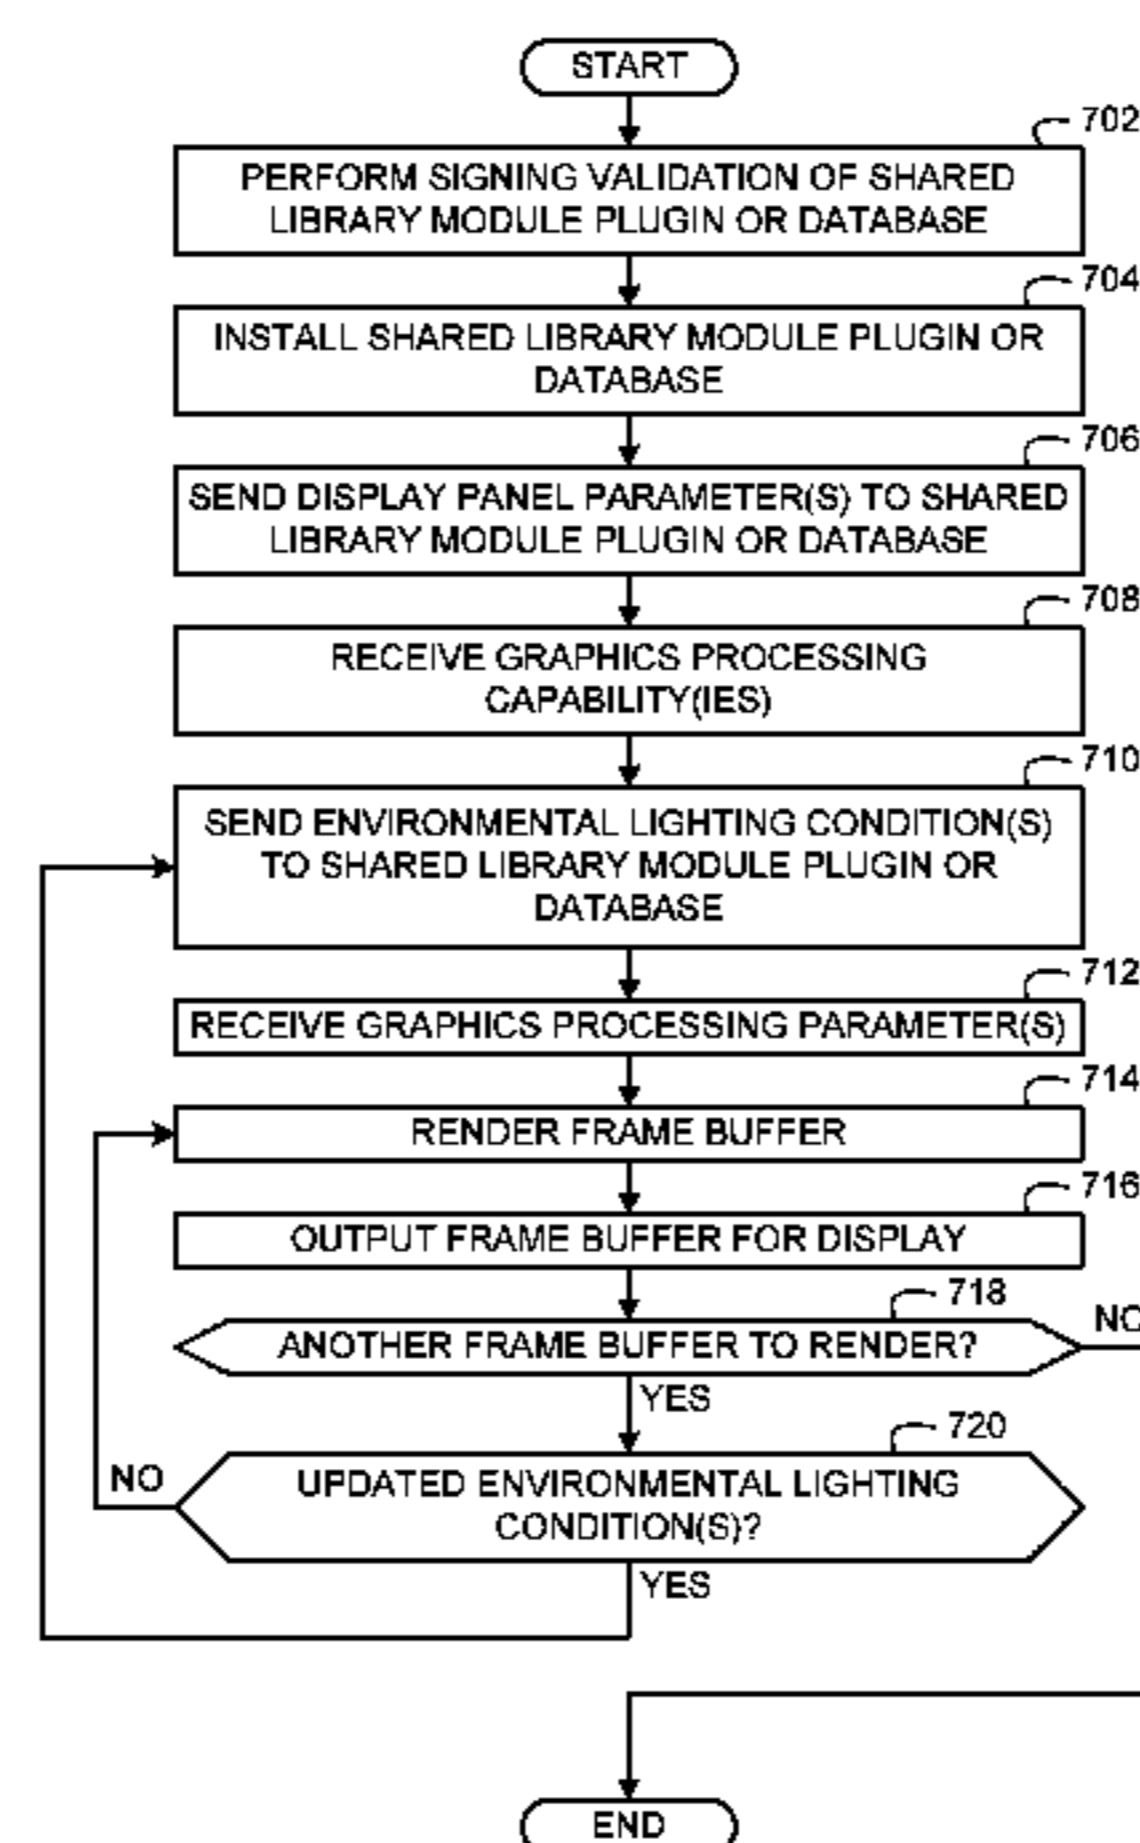 START
702
PERFORM SIGNING VALIDATION OF SHARED
LIBRARY MODULE PLUGIN OR DATABASE
704
INSTALL SHARED LIBRARY MODULE PLUGIN OR
DATABASE
706
SEND DISPLAY PANEL PARAMETER(S) TO SHARED
LIBRARY MODULE PLUGIN OR DATABASE
708
RECEIVE GRAPHICS PROCESSING
CAPABILITY(IES)
710
SEND ENVIRONMENTAL LIGHTING CONDITION(S)
TO SHARED LIBRARY MODULE PLUGIN OR
DATABASE
712
RECEIVE GRAPHICS PROCESSING PARAMETER(S)
714
RENDER FRAME BUFFER
716
OUTPUT FRAME BUFFER FOR DISPLAY
718
ANOTHER FRAME BUFFER TO RENDER?
NO
YES
720
UPDATED ENVIRONMENTAL LIGHTING
CONDITION(S)?
NO
YES
END